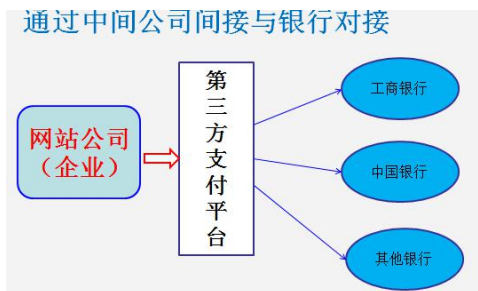 通过中间公司间接与银行对接
网站公司
（企业）
第三方支付平台
工商银行
中国银行
其他银行